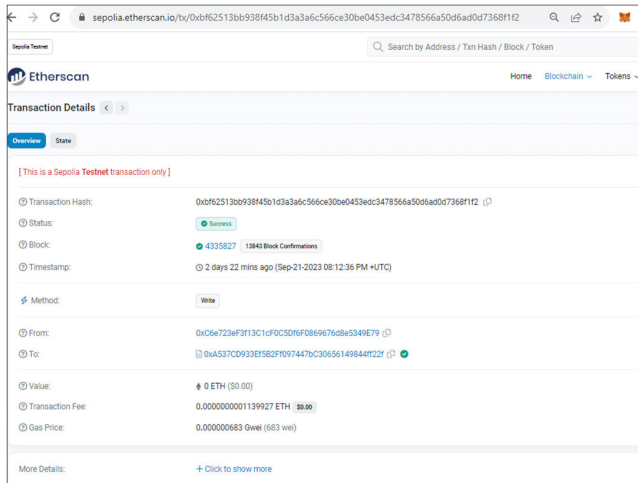 sepolia.etherscan.io/tx/0xbf62513bb938f45b1d3a3a6c566ce30be0453edc3478566a50d6ad0d7368f1f2
Sepolia Testnet
Search by Address / Txn Hash / Block / Token
Etherscan
Home Blockchain Tokens
Transaction Details
Overview State
[ This is a Sepolia Testnet transaction only ]
Transaction Hash: 0xbf62513bb938f45b1d3a3a6c566ce30be0453edc3478566a50d6ad0d7368f1f2
Status: Success
Block: 4335827 13843 Block Confirmations
Timestamp: 2 days 22 mins ago (Sep-21-2023 08:12:36 PM +UTC)
Method: Write
From: 0xC6e723eF3f13C1cF0C5Df6F0869676d8e5349E79
To: 0xA537CD933Ef5B2Ff097447bC30656149844ff22f
Value: 0 ETH ($0.00)
Transaction Fee: 0.0000000001139927 ETH $0.00
Gas Price: 0.000000683 Gwei (683 wei)
More Details: + Click to show more